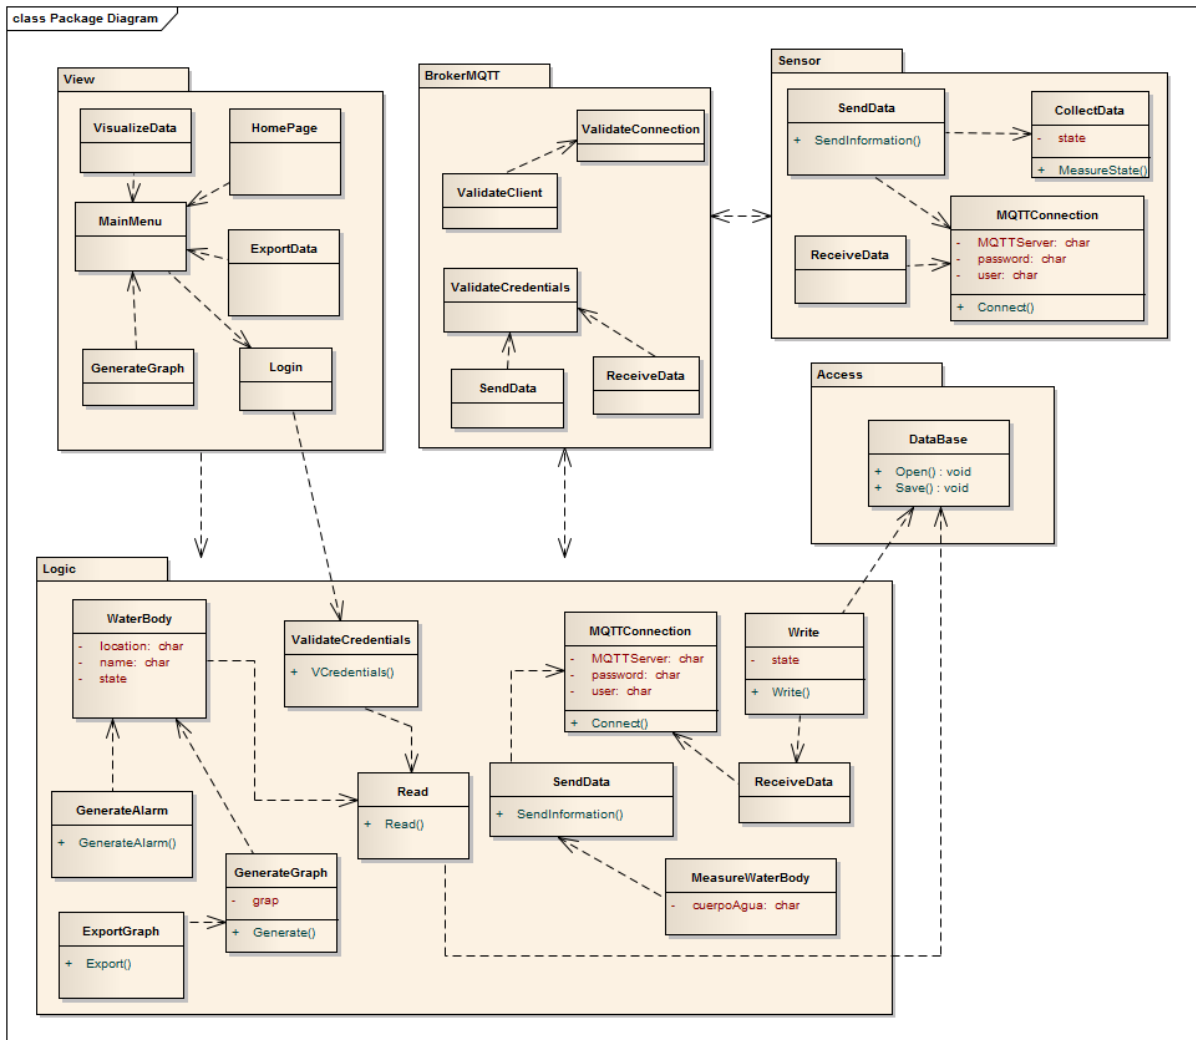 class Package Diagram
View
VisualizeData
HomePage
MainMenu
ExportData
GenerateGraph
Login
BrokerMQTT
ValidateConnection
ValidateClient
ValidateCredentials
SendData
ReceiveData
Sensor
SendData
+ SendInformation()
CollectData
- state
+ MeasureState()
MQTTConnection
- MQTTServer: char
- password: char
- user: char
+ Connect()
ReceiveData
Access
DataBase
+ Open() : void
+ Save() : void
Logic
WaterBody
- location: char
- name: char
- state
ValidateCredentials
+ VCredentials()
MQTTConnection
- MQTTServer: char
- password: char
- user: char
+ Connect()
Write
- state
+ Write()
GenerateAlarm
+ GenerateAlarm()
Read
+ Read()
SendData
+ SendInformation()
ReceiveData
GenerateGraph
- grap
+ Generate()
MeasureWaterBody
- cuerpoAgua: char
ExportGraph
+ Export()